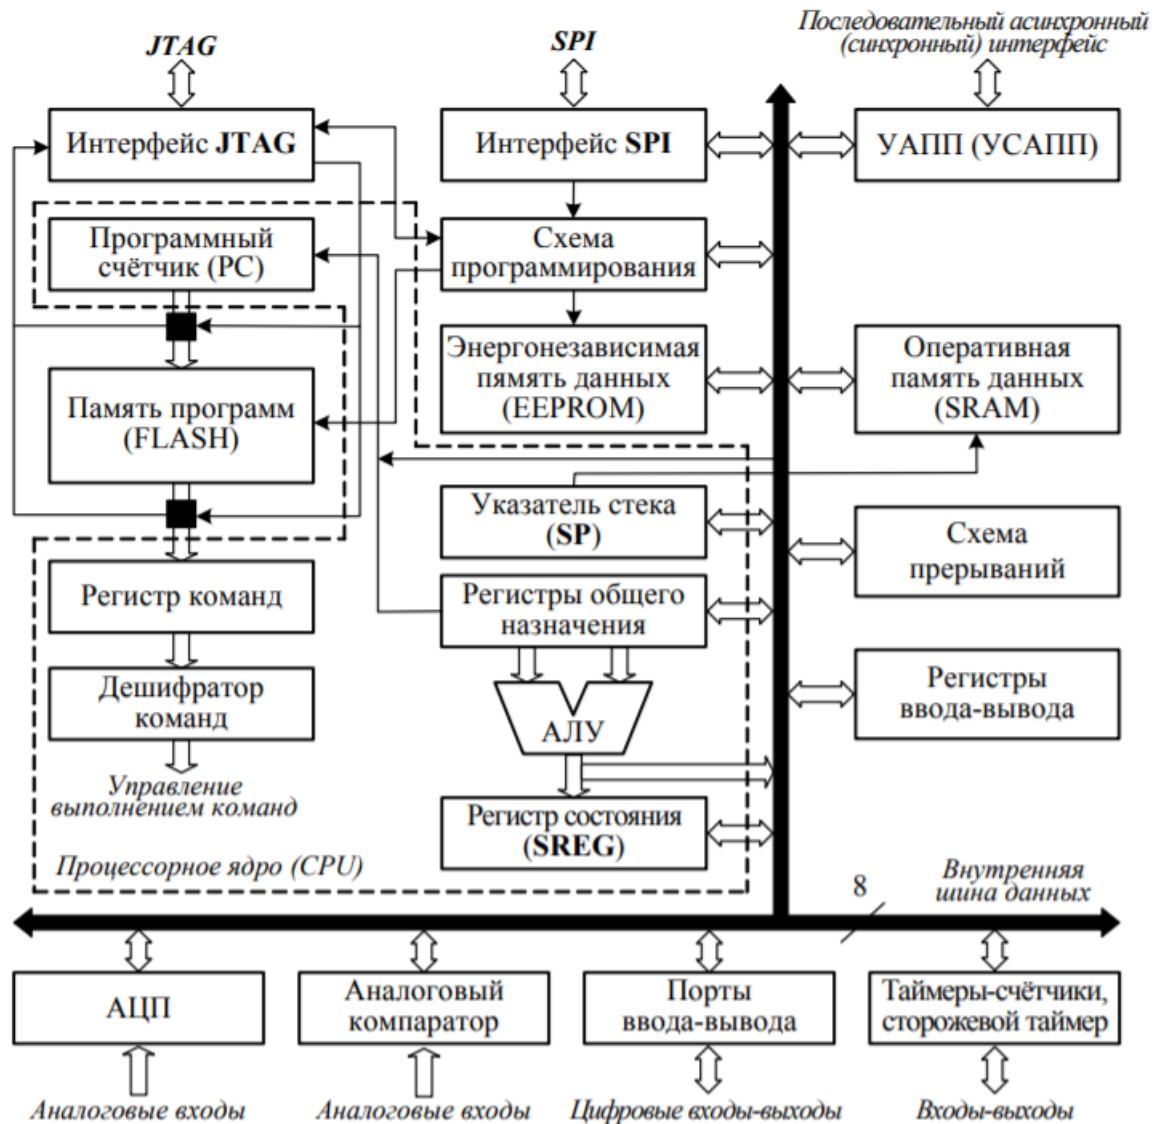 JTAG
SPI
Последовательный асинхронный
(синхронный) интерфейс
Интерфейс JTAG
Интерфейс SPI
УАПП (УСАПП)
Программный
счётчик (PC)
Схема
программирования
Энергонезависимая
пямять данных
(EEPROM)
Оперативная
память данных
(SRAM)
Память программ
(FLASH)
Указатель стека
(SP)
Схема
прерываний
Регистр команд
Регистры общего
назначения
Дешифратор
команд
Регистры
ввода-вывода
АЛУ
Управление
выполнением команд
Регистр состояния
(SREG)
Процессорное ядро (CPU)
8
Внутренняя
шина данных
АЦП
Аналоговый
компаратор
Порты
ввода-вывода
Таймеры-счётчики,
сторожевой таймер
Аналоговые входы
Аналоговые входы
Цифровые входы-выходы
Входы-выходы